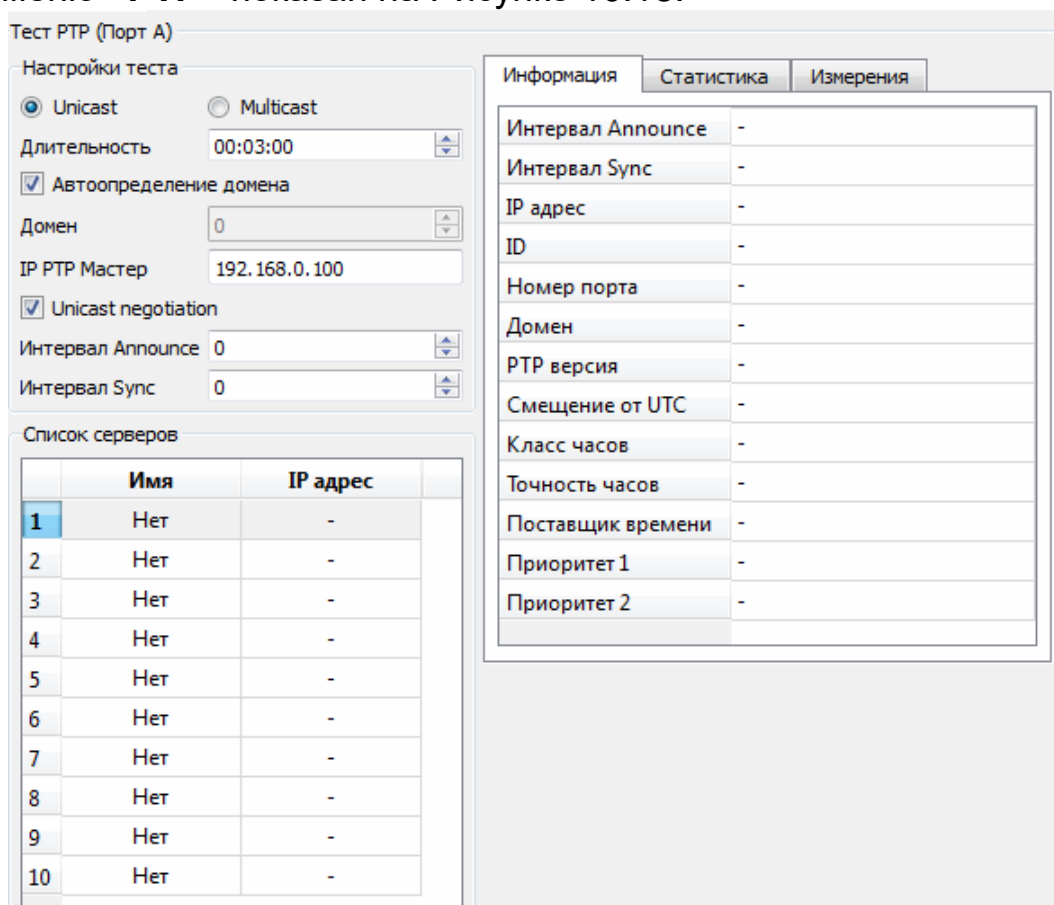 показан на Рисунке
Тест PTP (Порт А)
Настройки теста
Unicast Multicast
Длительность 00:03:00
Автоопределение домена
Домен 0
IP PTP Мастер 192.168.0.100
Unicast negotiation
Интервал Announce 0
Интервал Sync 0
Список серверов
Имя IP адрес
1 Нет -
2 Нет -
3 Нет -
4 Нет -
5 Нет -
6 Нет -
7 Нет -
8 Нет -
9 Нет -
10 Нет -
Информация Статистика Измерения
Интервал Announce -
Интервал Sync -
IP адрес -
ID -
Номер порта -
Домен -
PTP версия -
Смещение от UTC -
Класс часов -
Точность часов -
Поставщик времени -
Приоритет 1 -
Приоритет 2 -